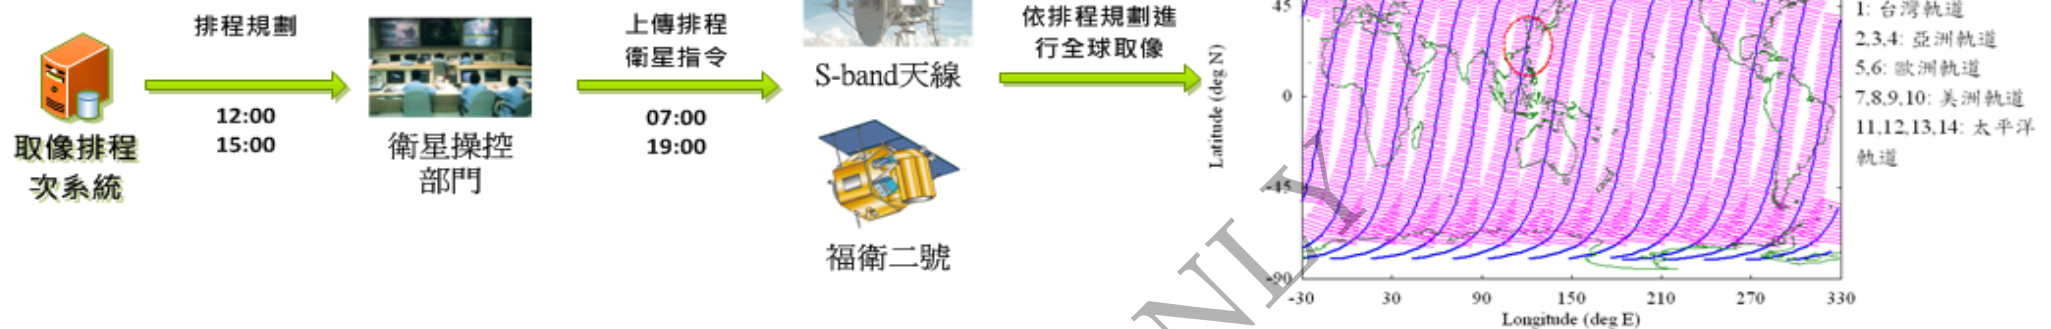 取像排程
次系統
排程規劃
12:00
15:00
衛星操控
部門
上傳排程
衛星指令
07:00
19:00
S-band天線
福衛二號
依排程規劃進
行全球取像
Latitude (deg N)
45
0
-45
-90
-30 30 90 150 210 270 330
Longitude (deg E)
1: 台灣軌道
2,3,4: 亞洲軌道
5,6: 歐洲軌道
7,8,9,10: 美洲軌道
11,12,13,14: 太平洋
軌道
NLY